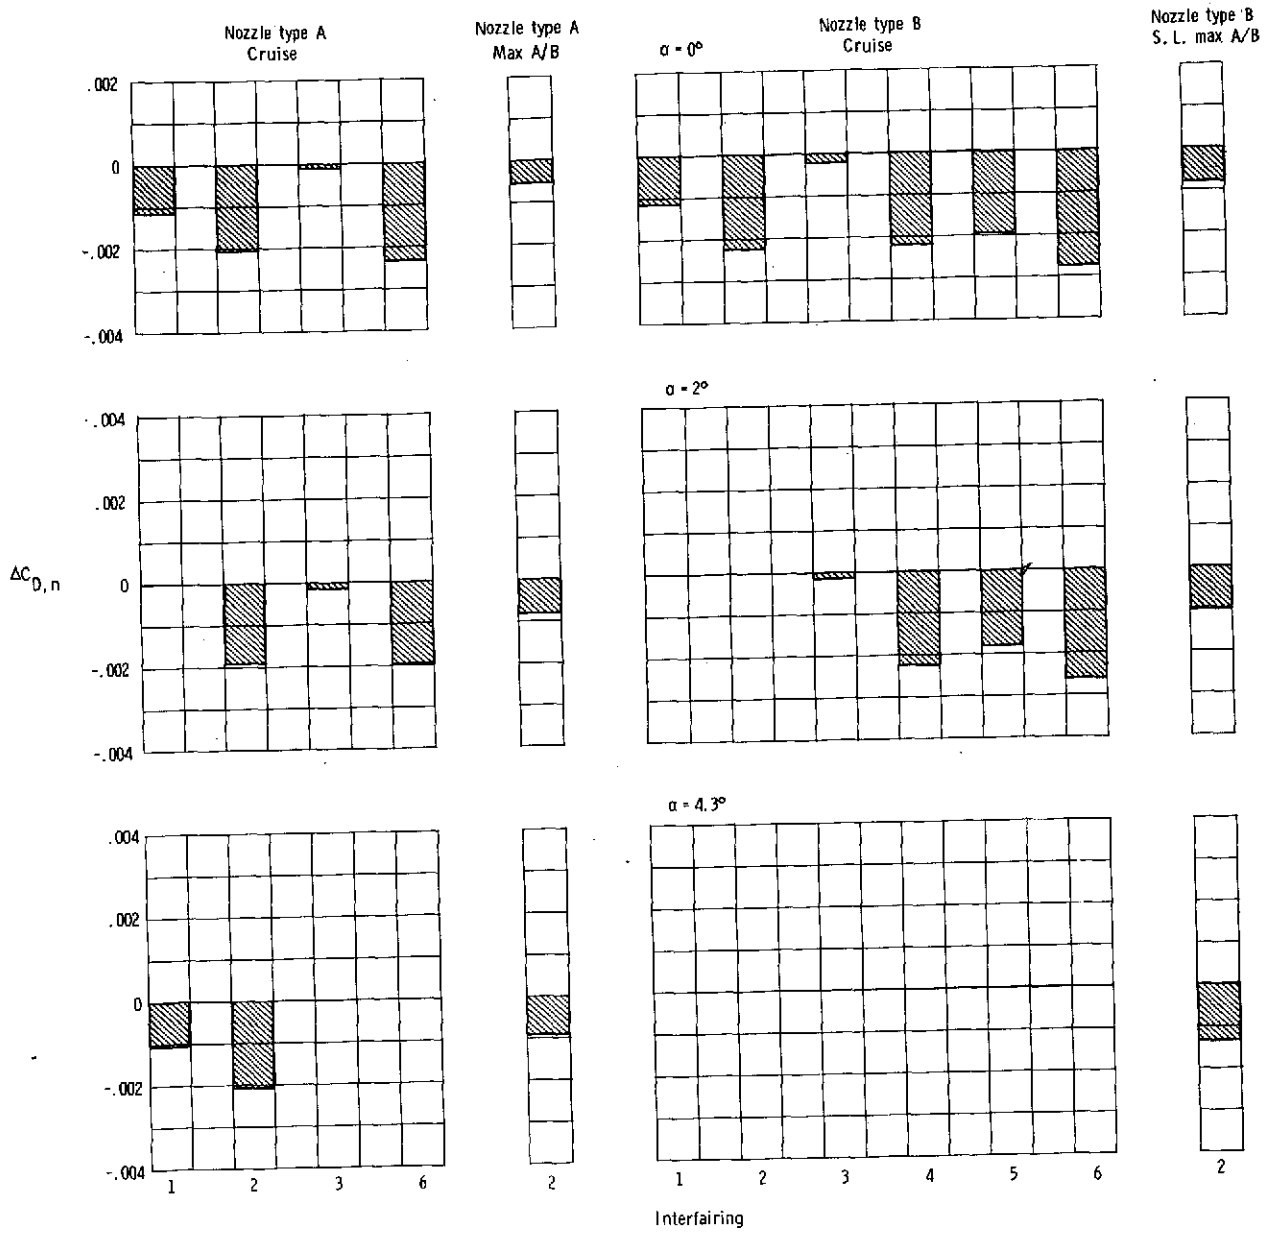 Nozzle type A
Cruise
Nozzle type A
Max A/B
α = 0°
Nozzle type B
Cruise
Nozzle type B
S. L. max A/B
.002
0
-.002
-.004
α = 2°
.004
.002
0
-.002
-.004
ΔC_D,n
α = 4.3°
.004
.002
0
-.002
-.004
1 2 3 6
2
1 2 3 4 5 6
2
Interfairing